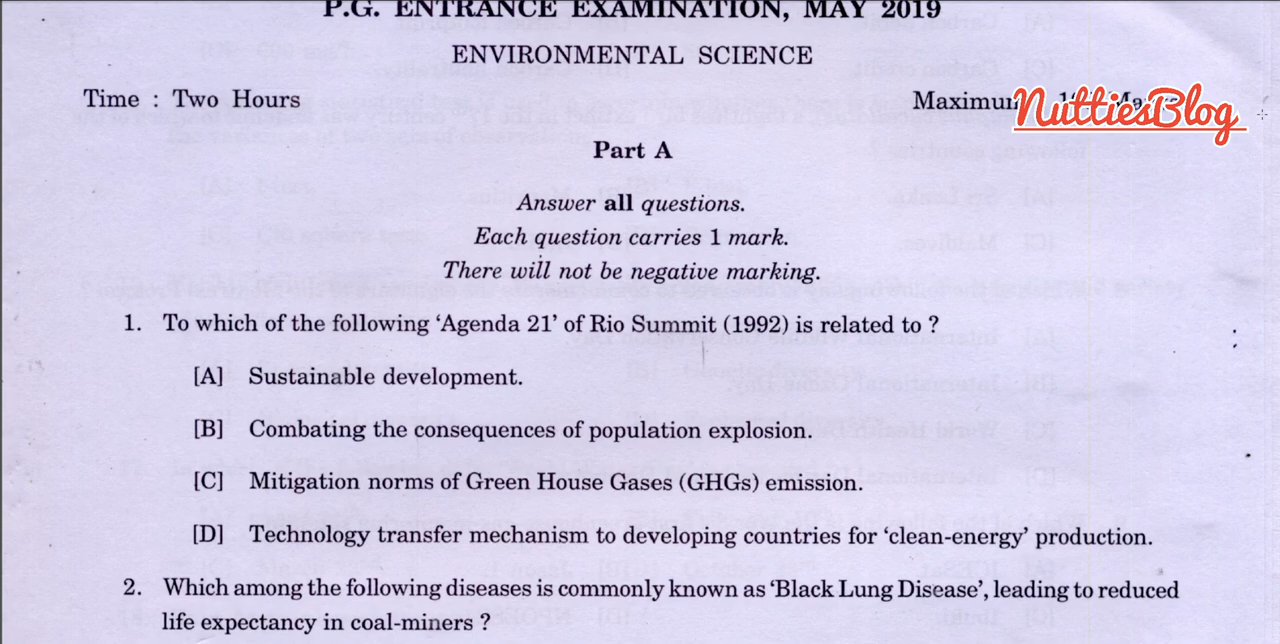 P.G. ENTRANCE EXAMINATION, MAY 2019
ENVIRONMENTAL SCIENCE
Time : Two Hours
NuttiesBlog
Part A
Answer all questions.
Each question carries 1 mark.
There will not be negative marking.
1. To which of the following ‘Agenda 21’ of Rio Summit (1992) is related to ?
[A] Sustainable development.
[B] Combating the consequences of population explosion.
[C] Mitigation norms of Green House Gases (GHGs) emission.
[D] Technology transfer mechanism to developing countries for ‘clean-energy’ production.
2. Which among the following diseases is commonly known as ‘Black Lung Disease’, leading to reduced
life expectancy in coal-miners ?